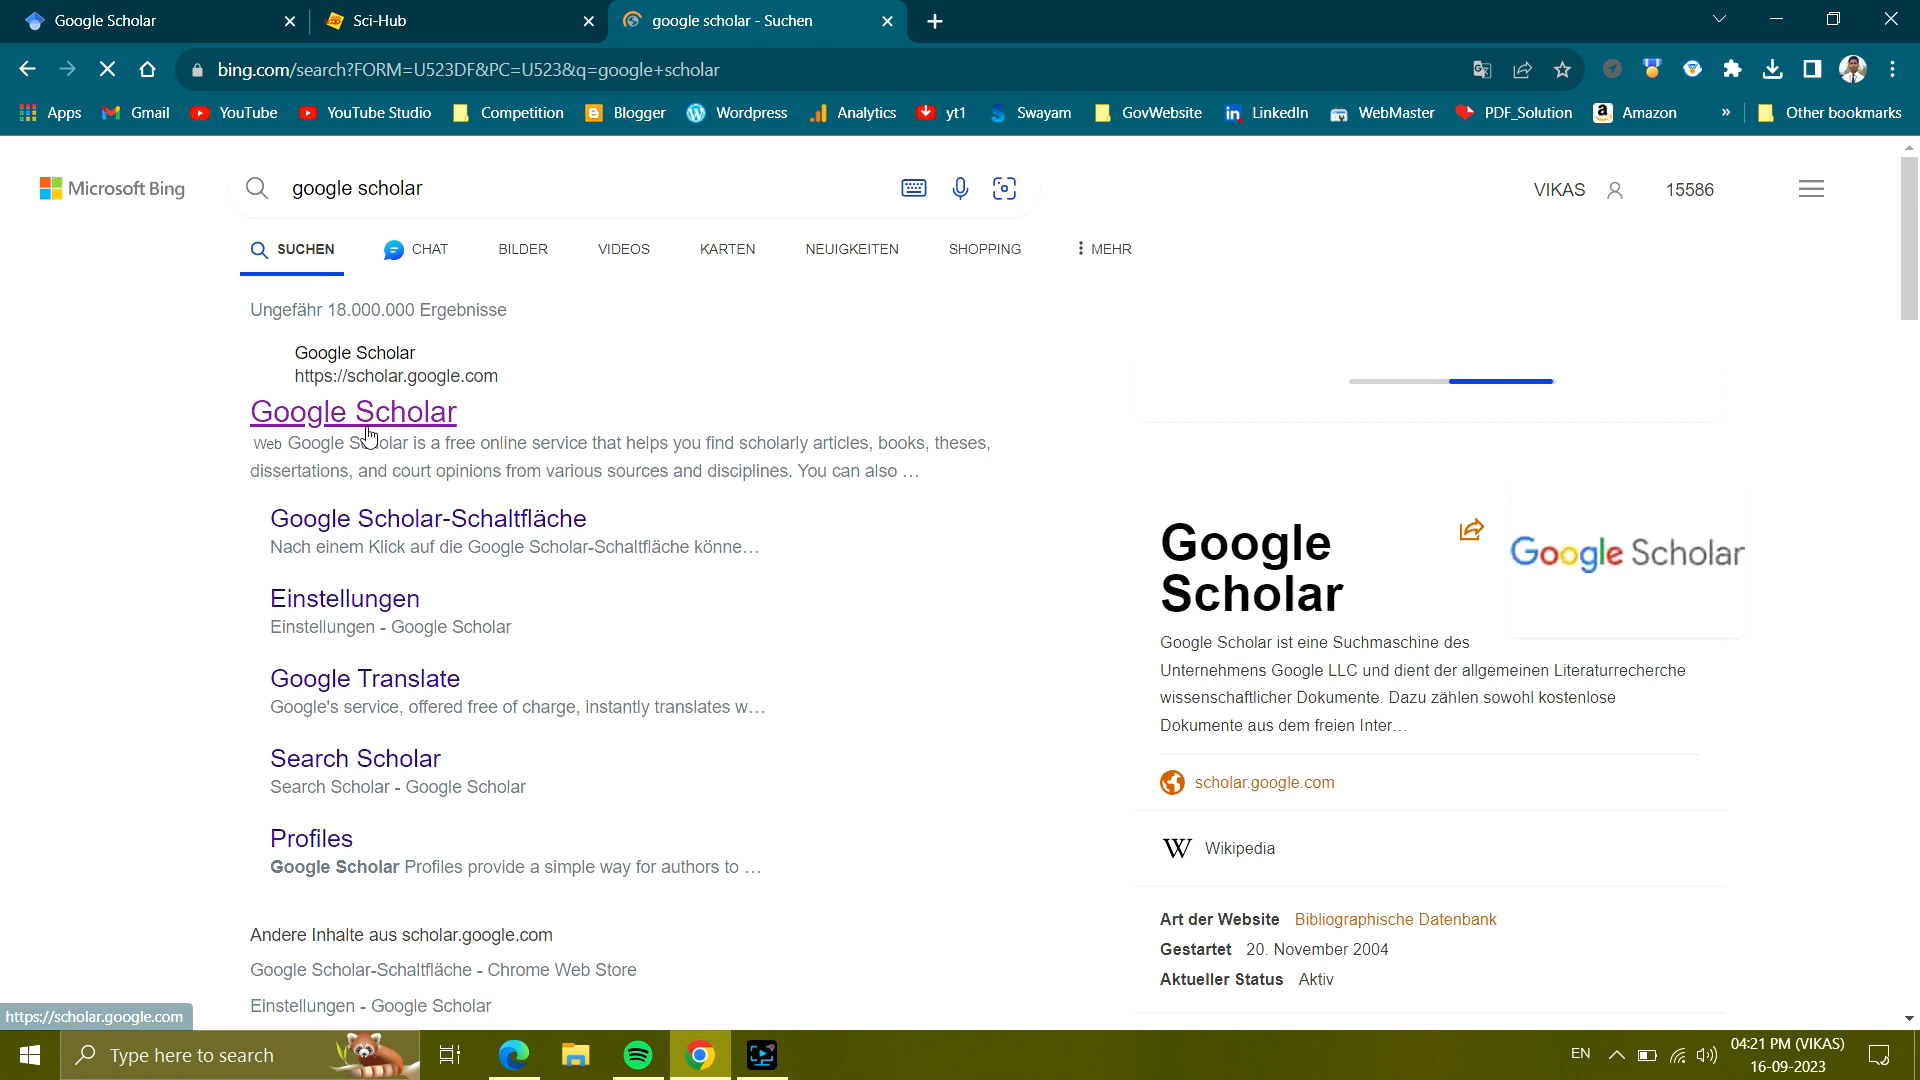 Google Scholar
Sci-Hub
google scholar - Suchen
bing.com/search?FORM=U523DF&PC=U523&q=google+scholar
Apps
Gmail
YouTube
YouTube Studio
Competition
Blogger
Wordpress
Analytics
yt1
Swayam
GovWebsite
LinkedIn
WebMaster
PDF_Solution
Amazon
»
Other bookmarks
Microsoft Bing
google scholar
VIKAS
15586
SUCHEN
CHAT
BILDER
VIDEOS
KARTEN
NEUIGKEITEN
SHOPPING
MEHR
Ungefähr 18.000.000 Ergebnisse
Google Scholar
https://scholar.google.com
Google Scholar
Web Google Scholar is a free online service that helps you find scholarly articles, books, theses,
dissertations, and court opinions from various sources and disciplines. You can also ...
Google Scholar-Schaltfläche
Nach einem Klick auf die Google Scholar-Schaltfläche könne...
Einstellungen
Einstellungen - Google Scholar
Google Translate
Google's service, offered free of charge, instantly translates w...
Search Scholar
Search Scholar - Google Scholar
Profiles
Google Scholar Profiles provide a simple way for authors to ...
Andere Inhalte aus scholar.google.com
Google Scholar-Schaltfläche - Chrome Web Store
Einstellungen - Google Scholar
Google
Scholar
Google Scholar
Google Scholar ist eine Suchmaschine des
Unternehmens Google LLC und dient der allgemeinen Literaturrecherche
wissenschaftlicher Dokumente. Dazu zählen sowohl kostenlose
Dokumente aus dem freien Inter...
scholar.google.com
W Wikipedia
Art der Website Bibliographische Datenbank
Gestartet 20. November 2004
Aktueller Status Aktiv
https://scholar.google.com
Type here to search
EN
04:21 PM (VIKAS)
16-09-2023